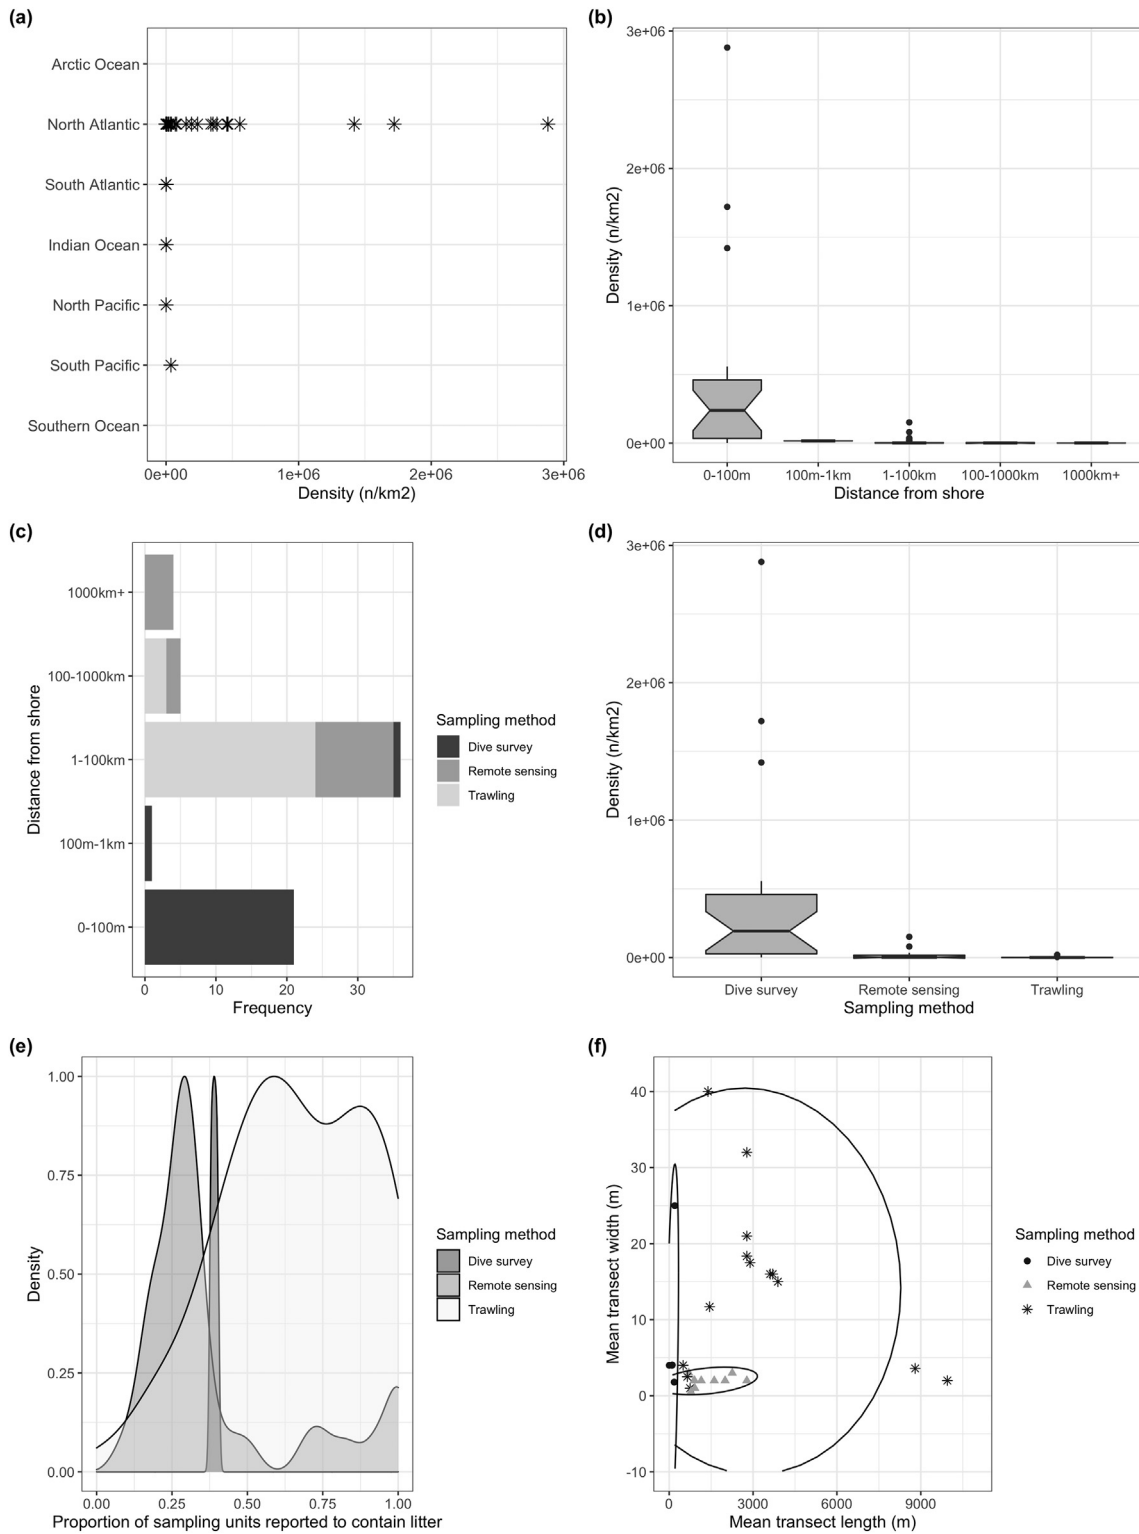 (a)
Arctic Ocean
North Atlantic
South Atlantic
Indian Ocean
North Pacific
South Pacific
Southern Ocean
0e+00 1e+06 2e+06 3e+06
Density (n/km2)
(b)
3e+06
2e+06
1e+06
0e+00
Density (n/km2)
0-100m 100m-1km 1-100km 100-1000km 1000km+
Distance from shore
(c)
1000km+
100-1000km
1-100km
100m-1km
0-100m
Distance from shore
0 10 20 30
Frequency
Sampling method
Dive survey
Remote sensing
Trawling
(d)
3e+06
2e+06
1e+06
0e+00
Density (n/km2)
Dive survey Remote sensing Trawling
Sampling method
(e)
1.00
0.75
0.50
0.25
0.00
Density
0.00 0.25 0.50 0.75 1.00
Proportion of sampling units reported to contain litter
Sampling method
Dive survey
Remote sensing
Trawling
(f)
40
30
20
10
0
-10
Mean transect width (m)
0 3000 6000 9000
Mean transect length (m)
Sampling method
Dive survey
Remote sensing
Trawling